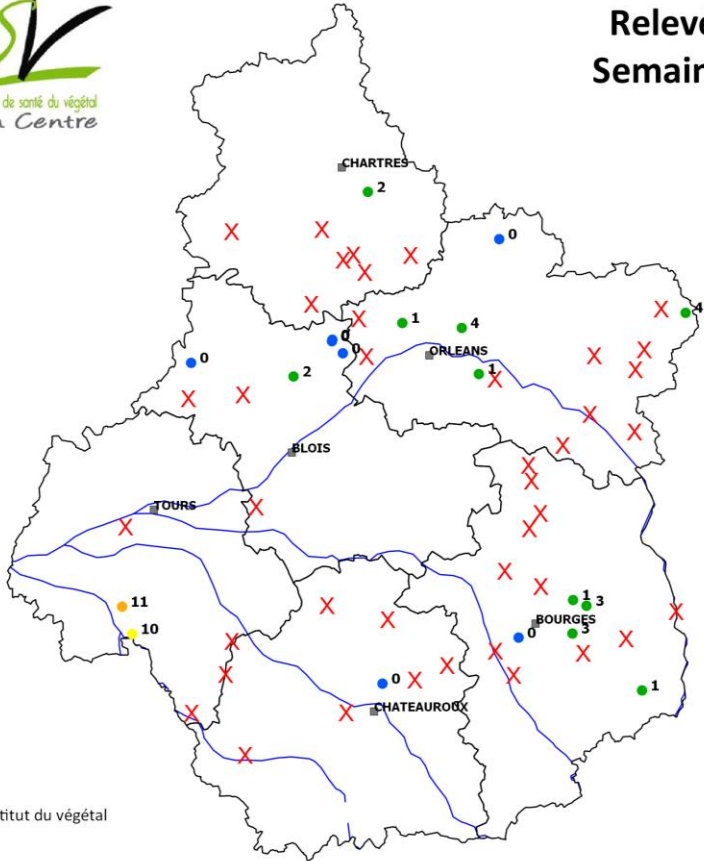 Relevé
Semain
de santé du végétal
Centre
CHARTRES
2
0
4
1
4
0
0
0
ORLEANS
2
1
BLOIS
TOURS
1
3
11
BOURGES
10
0
3
0
1
CHATEAUROUX
titut du végétal